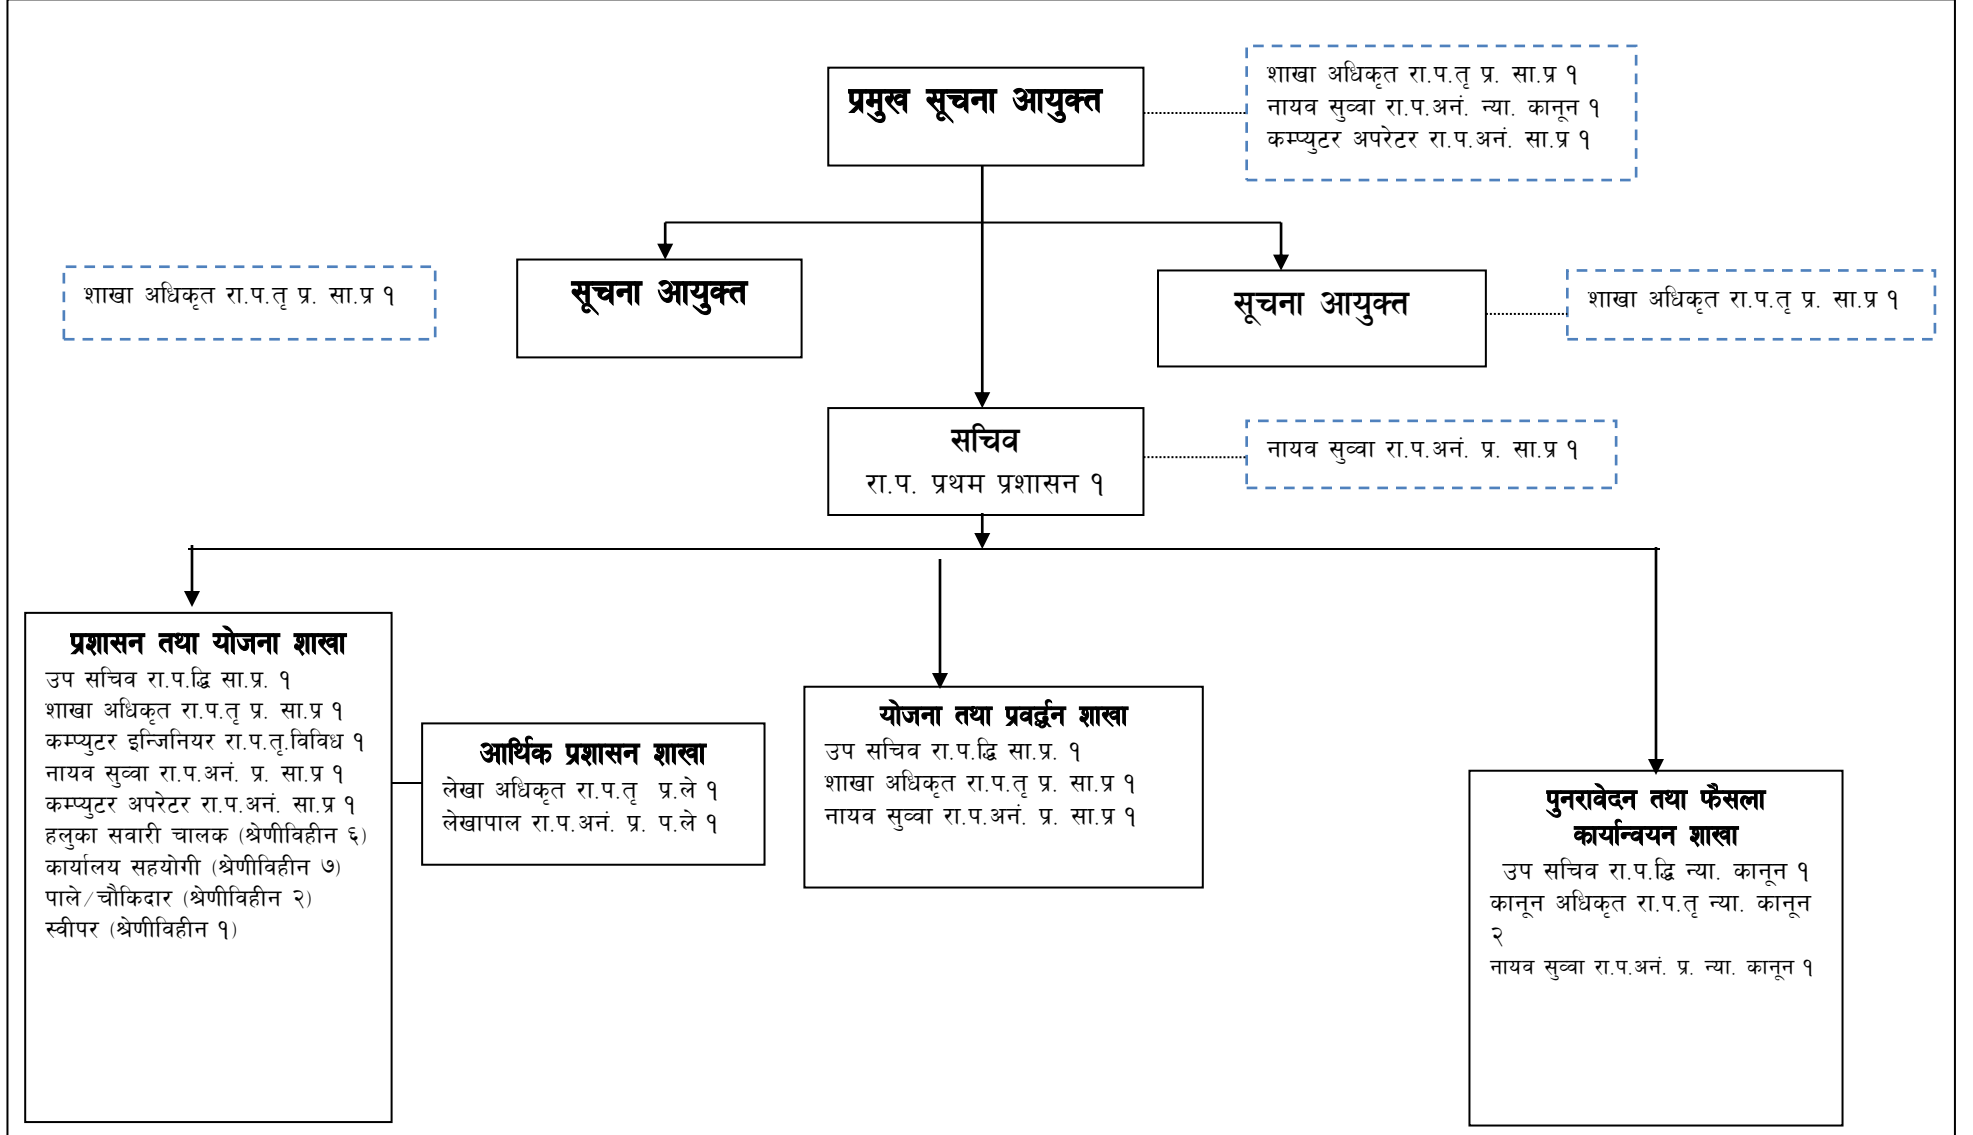 प्रमुख सूचना आयुक्त
शाखा अधिकृत रा.प.तृ प्र. सा.प्र १
नायव सुव्वा रा.प.अनं. न्या. कानून १
कम्प्युटर अपरेटर रा.प.अनं. सा.प्र १
शाखा अधिकृत रा.प.तृ प्र. सा.प्र १
सूचना आयुक्त
सूचना आयुक्त
शाखा अधिकृत रा.प.तृ प्र. सा.प्र १
सचिव
रा.प. प्रथम प्रशासन १
नायव सुव्वा रा.प.अनं. प्र. सा.प्र १
प्रशासन तथा योजना शाखा
उप सचिव रा.प.द्धि सा.प्र. १
शाखा अधिकृत रा.प.तृ प्र. सा.प्र १
कम्प्युटर इन्जिनियर रा.प.तृ.विविध १
नायव सुव्वा रा.प.अनं. प्र. सा.प्र १
कम्प्युटर अपरेटर रा.प.अनं. सा.प्र १
हलुका सवारी चालक (श्रेणीविहीन ६)
कार्यालय सहयोगी (श्रेणीविहीन ७)
पाले/चौकिदार (श्रेणीविहीन २)
स्वीपर (श्रेणीविहीन १)
आर्थिक प्रशासन शाखा
लेखा अधिकृत रा.प.तृ प्र.ले १
लेखापाल रा.प.अनं. प्र. प.ले १
योजना तथा प्रवर्द्धन शाखा
उप सचिव रा.प.द्धि सा.प्र. १
शाखा अधिकृत रा.प.तृ प्र. सा.प्र १
नायव सुव्वा रा.प.अनं. प्र. सा.प्र १
पुनरावेदन तथा फैसला
कार्यान्वयन शाखा
उप सचिव रा.प.द्धि न्या. कानून १
कानून अधिकृत रा.प.तृ न्या. कानून
२
नायव सुव्वा रा.प.अनं. प्र. न्या. कानून १